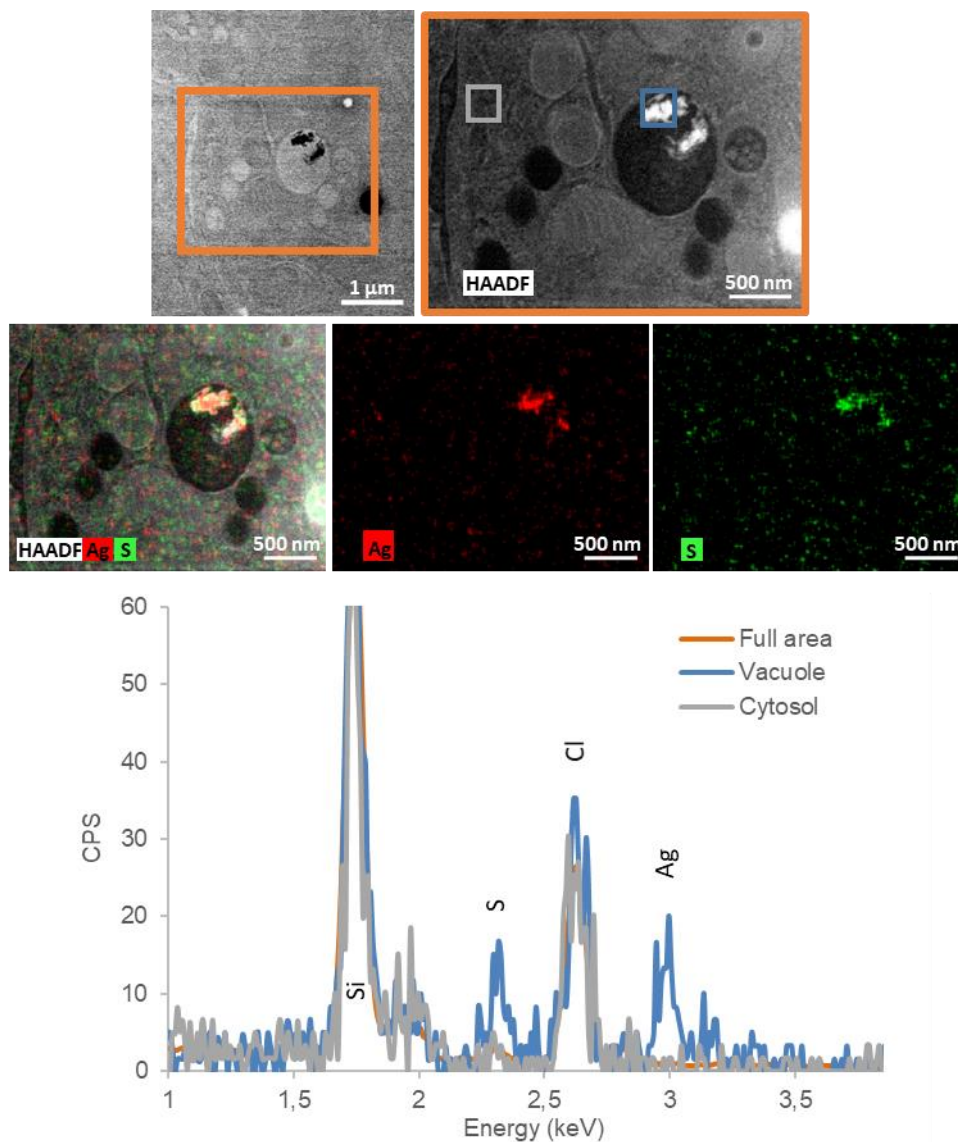 1 µm
HAADF
500 nm
HAADF Ag S
500 nm
Ag
500 nm
S
500 nm
60
50
40
30
20
10
0
CPS
Full area
Vacuole
Cytosol
Si
S
Cl
Ag
1
1,5
2
2,5
3
3,5
Energy (keV)